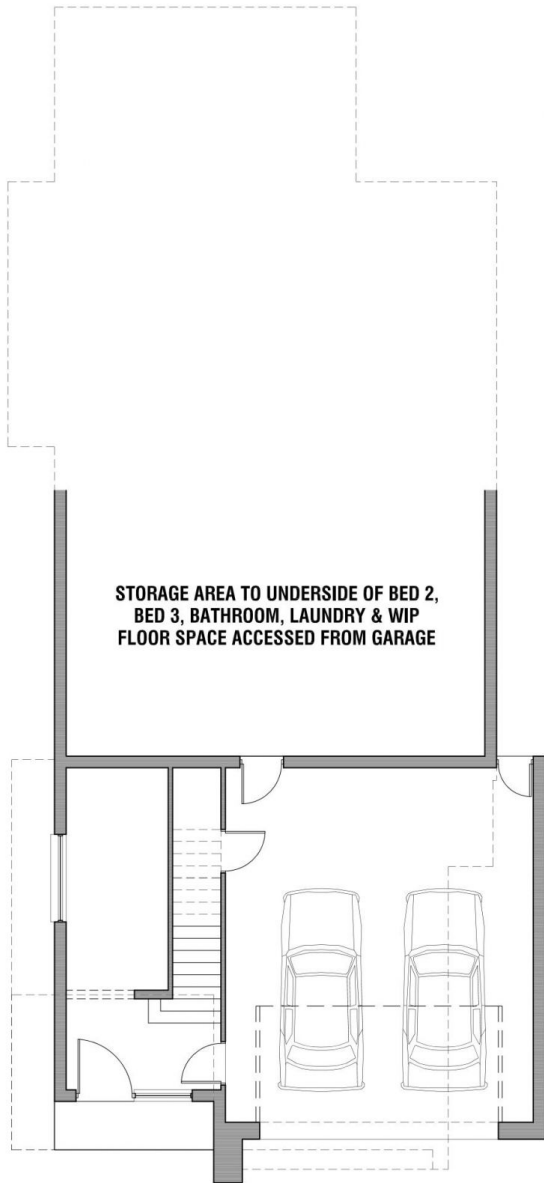 STORAGE AREA TO UNDERSIDE OF BED 2,
BED 3, BATHROOM, LAUNDRY & WIP
FLOOR SPACE ACCESSED FROM GARAGE